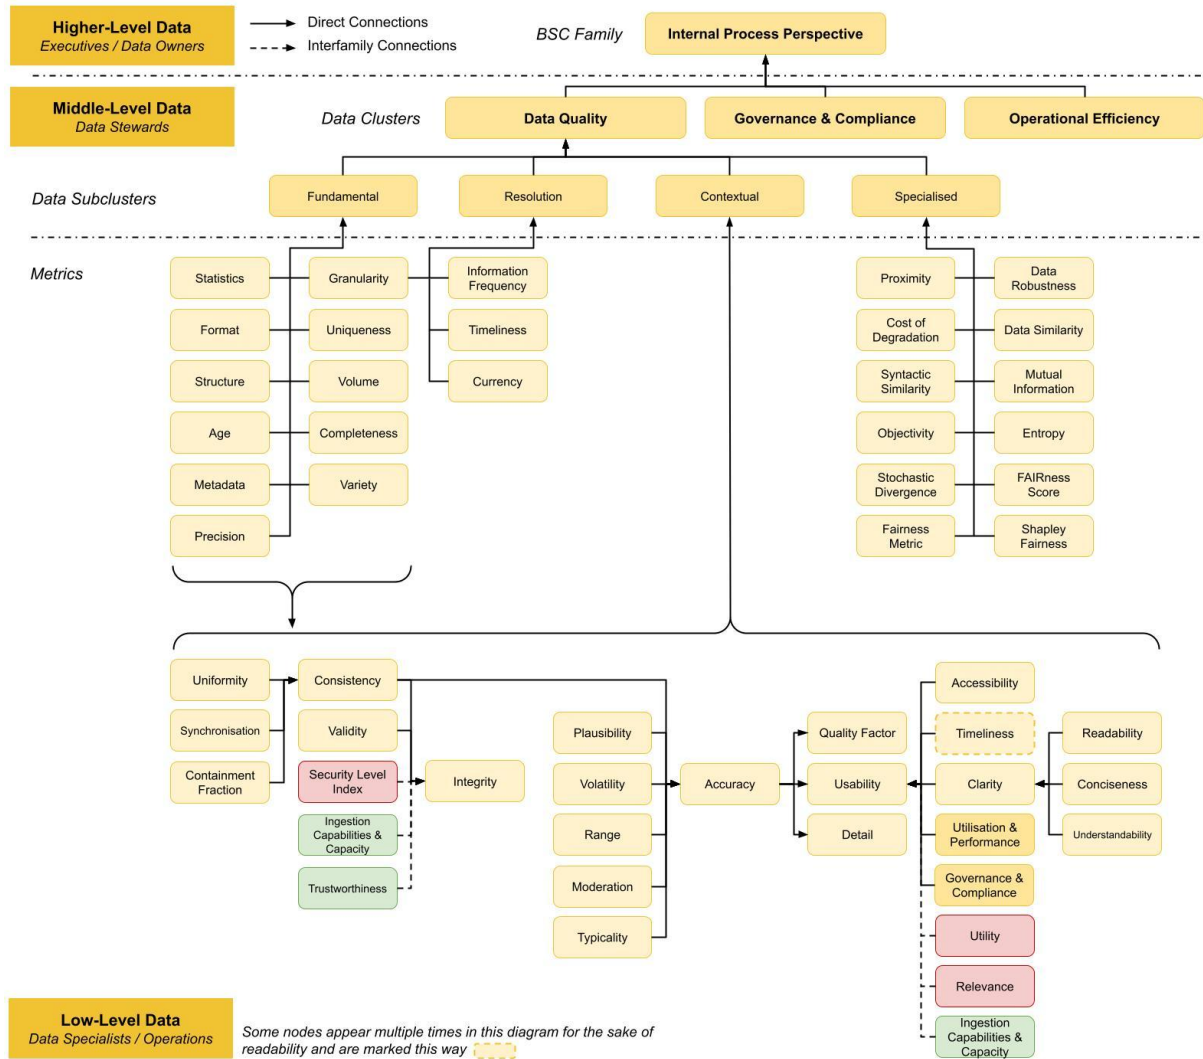 Higher-Level Data
Executives / Data Owners
Direct Connections
Interfamily Connections
BSC Family
Internal Process Perspective
Middle-Level Data
Data Stewards
Data Clusters
Data Quality
Governance & Compliance
Operational Efficiency
Data Subclusters
Fundamental
Resolution
Contextual
Specialised
Metrics
Statistics
Granularity
Information
Frequency
Proximity
Data
Robustness
Format
Uniqueness
Timeliness
Cost of
Degradation
Data Similarity
Structure
Volume
Currency
Syntactic
Similarity
Mutual
Information
Age
Completeness
Objectivity
Entropy
Metadata
Variety
Stochastic
Divergence
FAIRness
Score
Precision
Fairness
Metric
Shapley
Fairness
Uniformity
Consistency
Accessibility
Synchronisation
Validity
Plausibility
Quality Factor
Timeliness
Readability
Containment
Fraction
Security Level
Index
Integrity
Volatility
Accuracy
Usability
Clarity
Conciseness
Ingestion
Capabilities &
Capacity
Range
Detail
Utilisation &
Performance
Understandability
Trustworthiness
Moderation
Governance &
Compliance
Typicality
Utility
Relevance
Ingestion
Capabilities &
Capacity
Low-Level Data
Data Specialists / Operations
Some nodes appear multiple times in this diagram for the sake of
readability and are marked this way